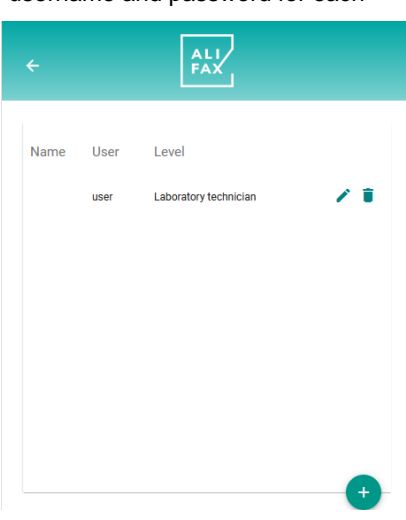 username and password for each
ALI
FAX
Name User Level
user Laboratory technician